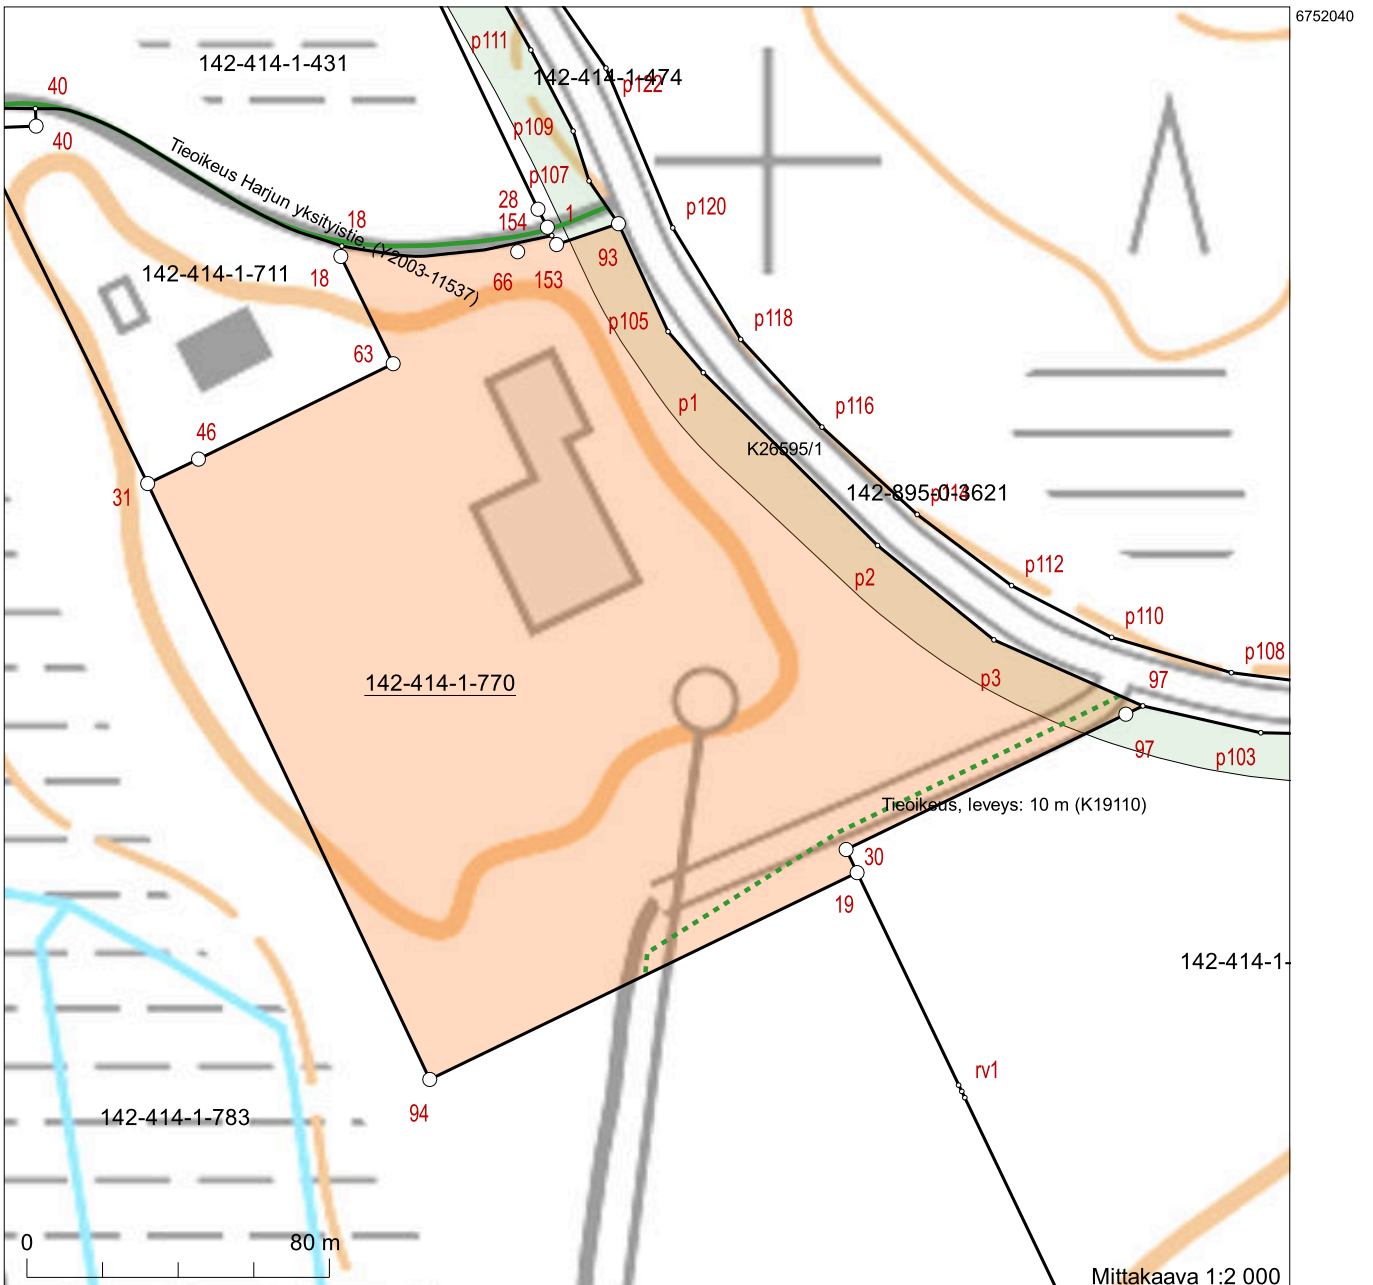 6752040
p111
40
142-414-1-431
142-414-1-474
p122
p109
40
Tieoikeus Harjun yksityistie, (Y2003-11537)
p107
28
1
154
18
p120
142-414-1-711
18
66
153
93
p105
p118
63
p1
p116
46
K26595/1
31
142-895-0-3621
p2
p112
p110
p108
142-414-1-770
p3
97
97
p103
Tieoikeus, leveys: 10 m (K19110)
30
19
142-414-1-
rv1
94
142-414-1-783
0
80 m
Mittakaava 1:2 000